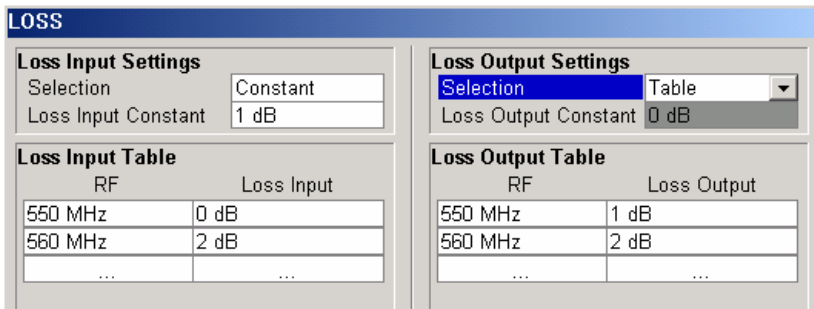 LOSS
Loss Input Settings
Selection Constant
Loss Input Constant 1 dB
Loss Input Table
RF Loss Input
550 MHz 0 dB
560 MHz 2 dB
... ...
Loss Output Settings
Selection Table
Loss Output Constant 0 dB
Loss Output Table
RF Loss Output
550 MHz 1 dB
560 MHz 2 dB
... ...